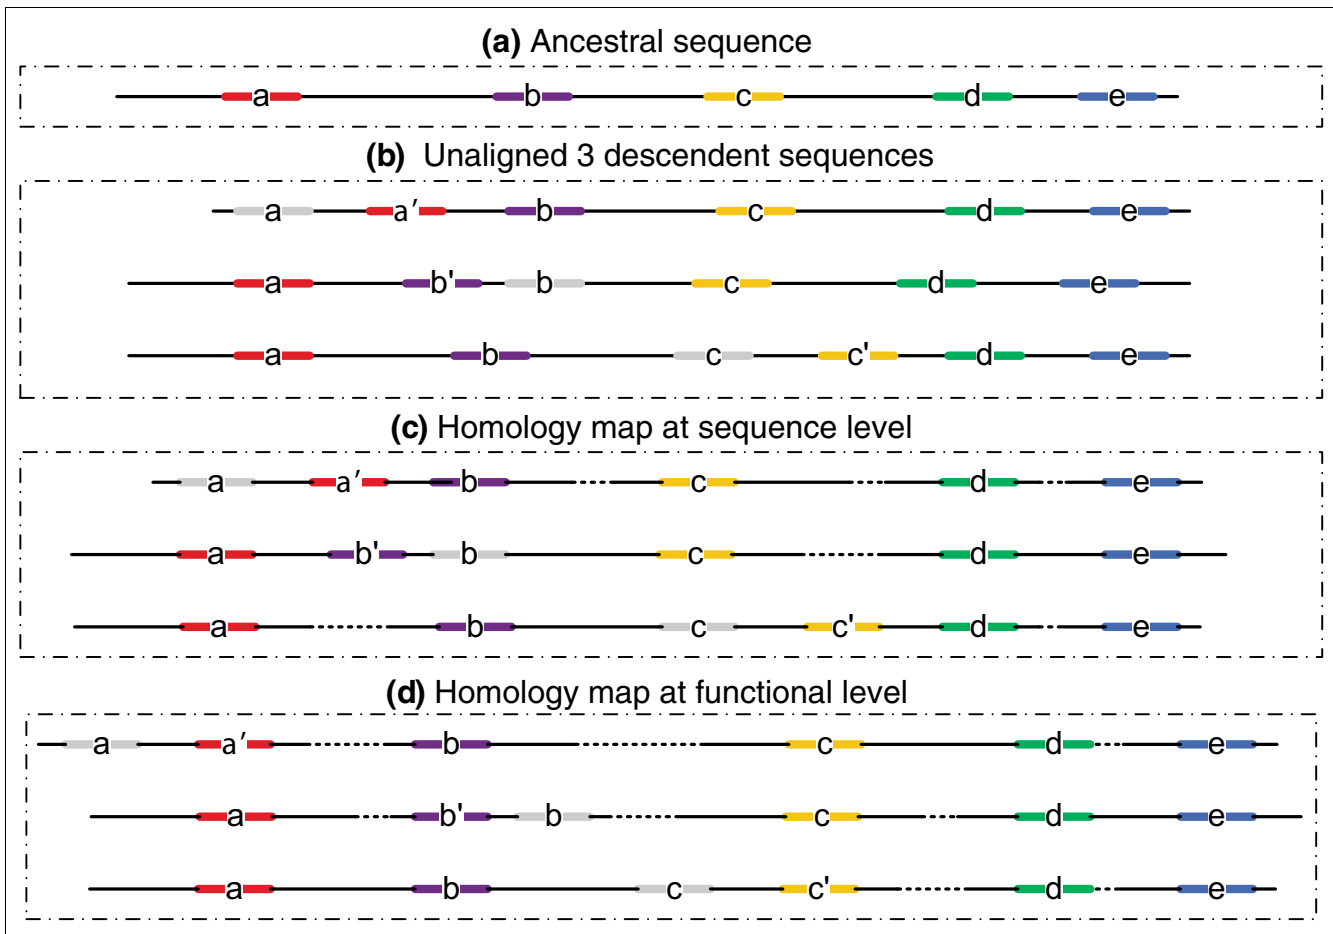 (a) Ancestral sequence
a b c d e
(b) Unaligned 3 descendent sequences
a a′ b c d e
a b' b c d e
a b c c' d e
(c) Homology map at sequence level
a a′ b c d e
a b' b c d e
a b c c' d e
(d) Homology map at functional level
a a′ b c d e
a b' b c d e
a b c c' d e